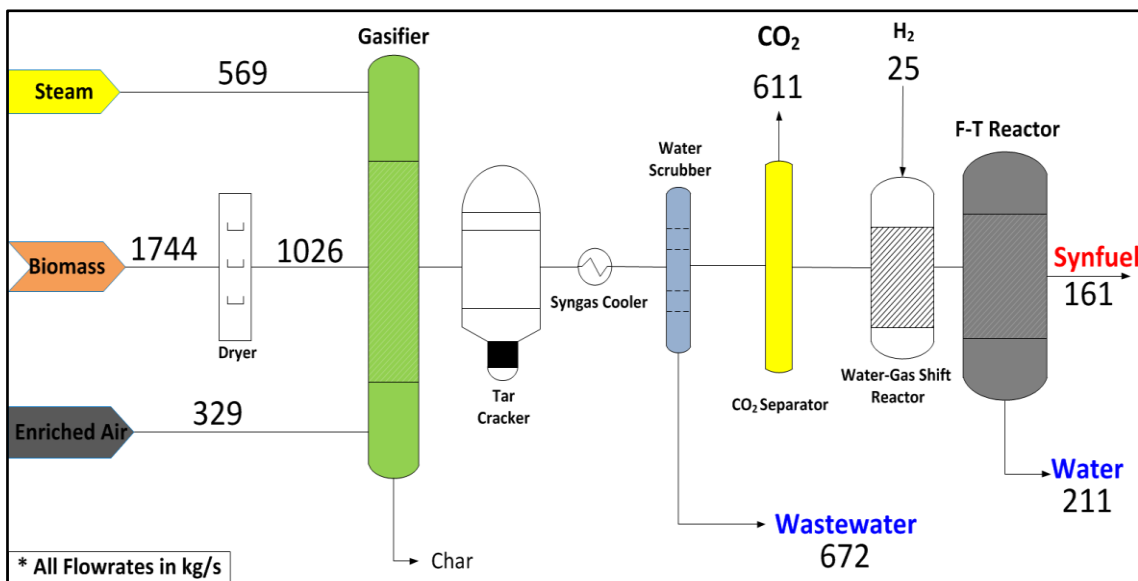 Gasifier
CO₂
H₂
25
569
Steam
611
F-T Reactor
Water
Scrubber
1744
1026
Biomass
Synfuel
161
Syngas Cooler
Dryer
Water-Gas Shift
Reactor
CO₂ Separator
Tar
Cracker
329
Enriched Air
Water
211
Wastewater
672
Char
* All Flowrates in kg/s